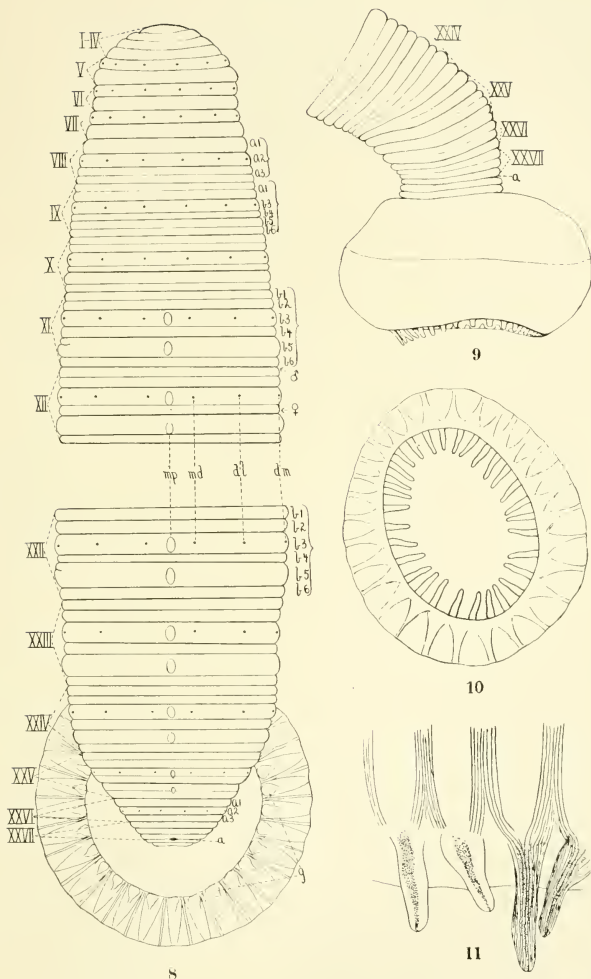 I-IV
V
VI
VII
VIII
a1
a2
a3
IX
a1
b3
b4
b5
b6
X
XI
b1
b2
b3
b4
b5
b6
♂
XII
♀
mp md dl dm
XXII
b1
b2
b3
b4
b5
b6
XXIII
XXIV
XXV
a1
a2
a3
XXVI
XXVII
a
g
8
XXIV
XXV
XXVI
XXVII
a
9
10
11